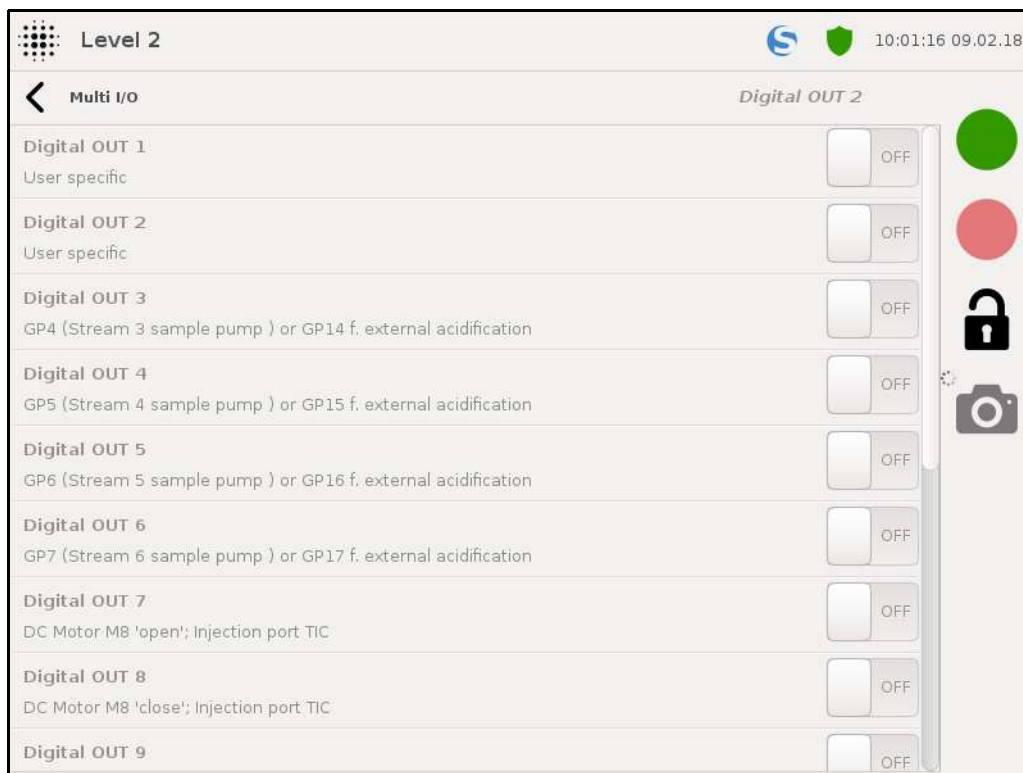 Level 2
10:01:16 09.02.18
Multi I/O
Digital OUT 2
Digital OUT 1
OFF
User specific
Digital OUT 2
OFF
User specific
Digital OUT 3
OFF
GP4 (Stream 3 sample pump ) or GP14 f. external acidification
Digital OUT 4
OFF
GP5 (Stream 4 sample pump ) or GP15 f. external acidification
Digital OUT 5
OFF
GP6 (Stream 5 sample pump ) or GP16 f. external acidification
Digital OUT 6
OFF
GP7 (Stream 6 sample pump ) or GP17 f. external acidification
Digital OUT 7
OFF
DC Motor M8 'open'; Injection port TIC
Digital OUT 8
OFF
DC Motor M8 'close'; Injection port TIC
Digital OUT 9
OFF